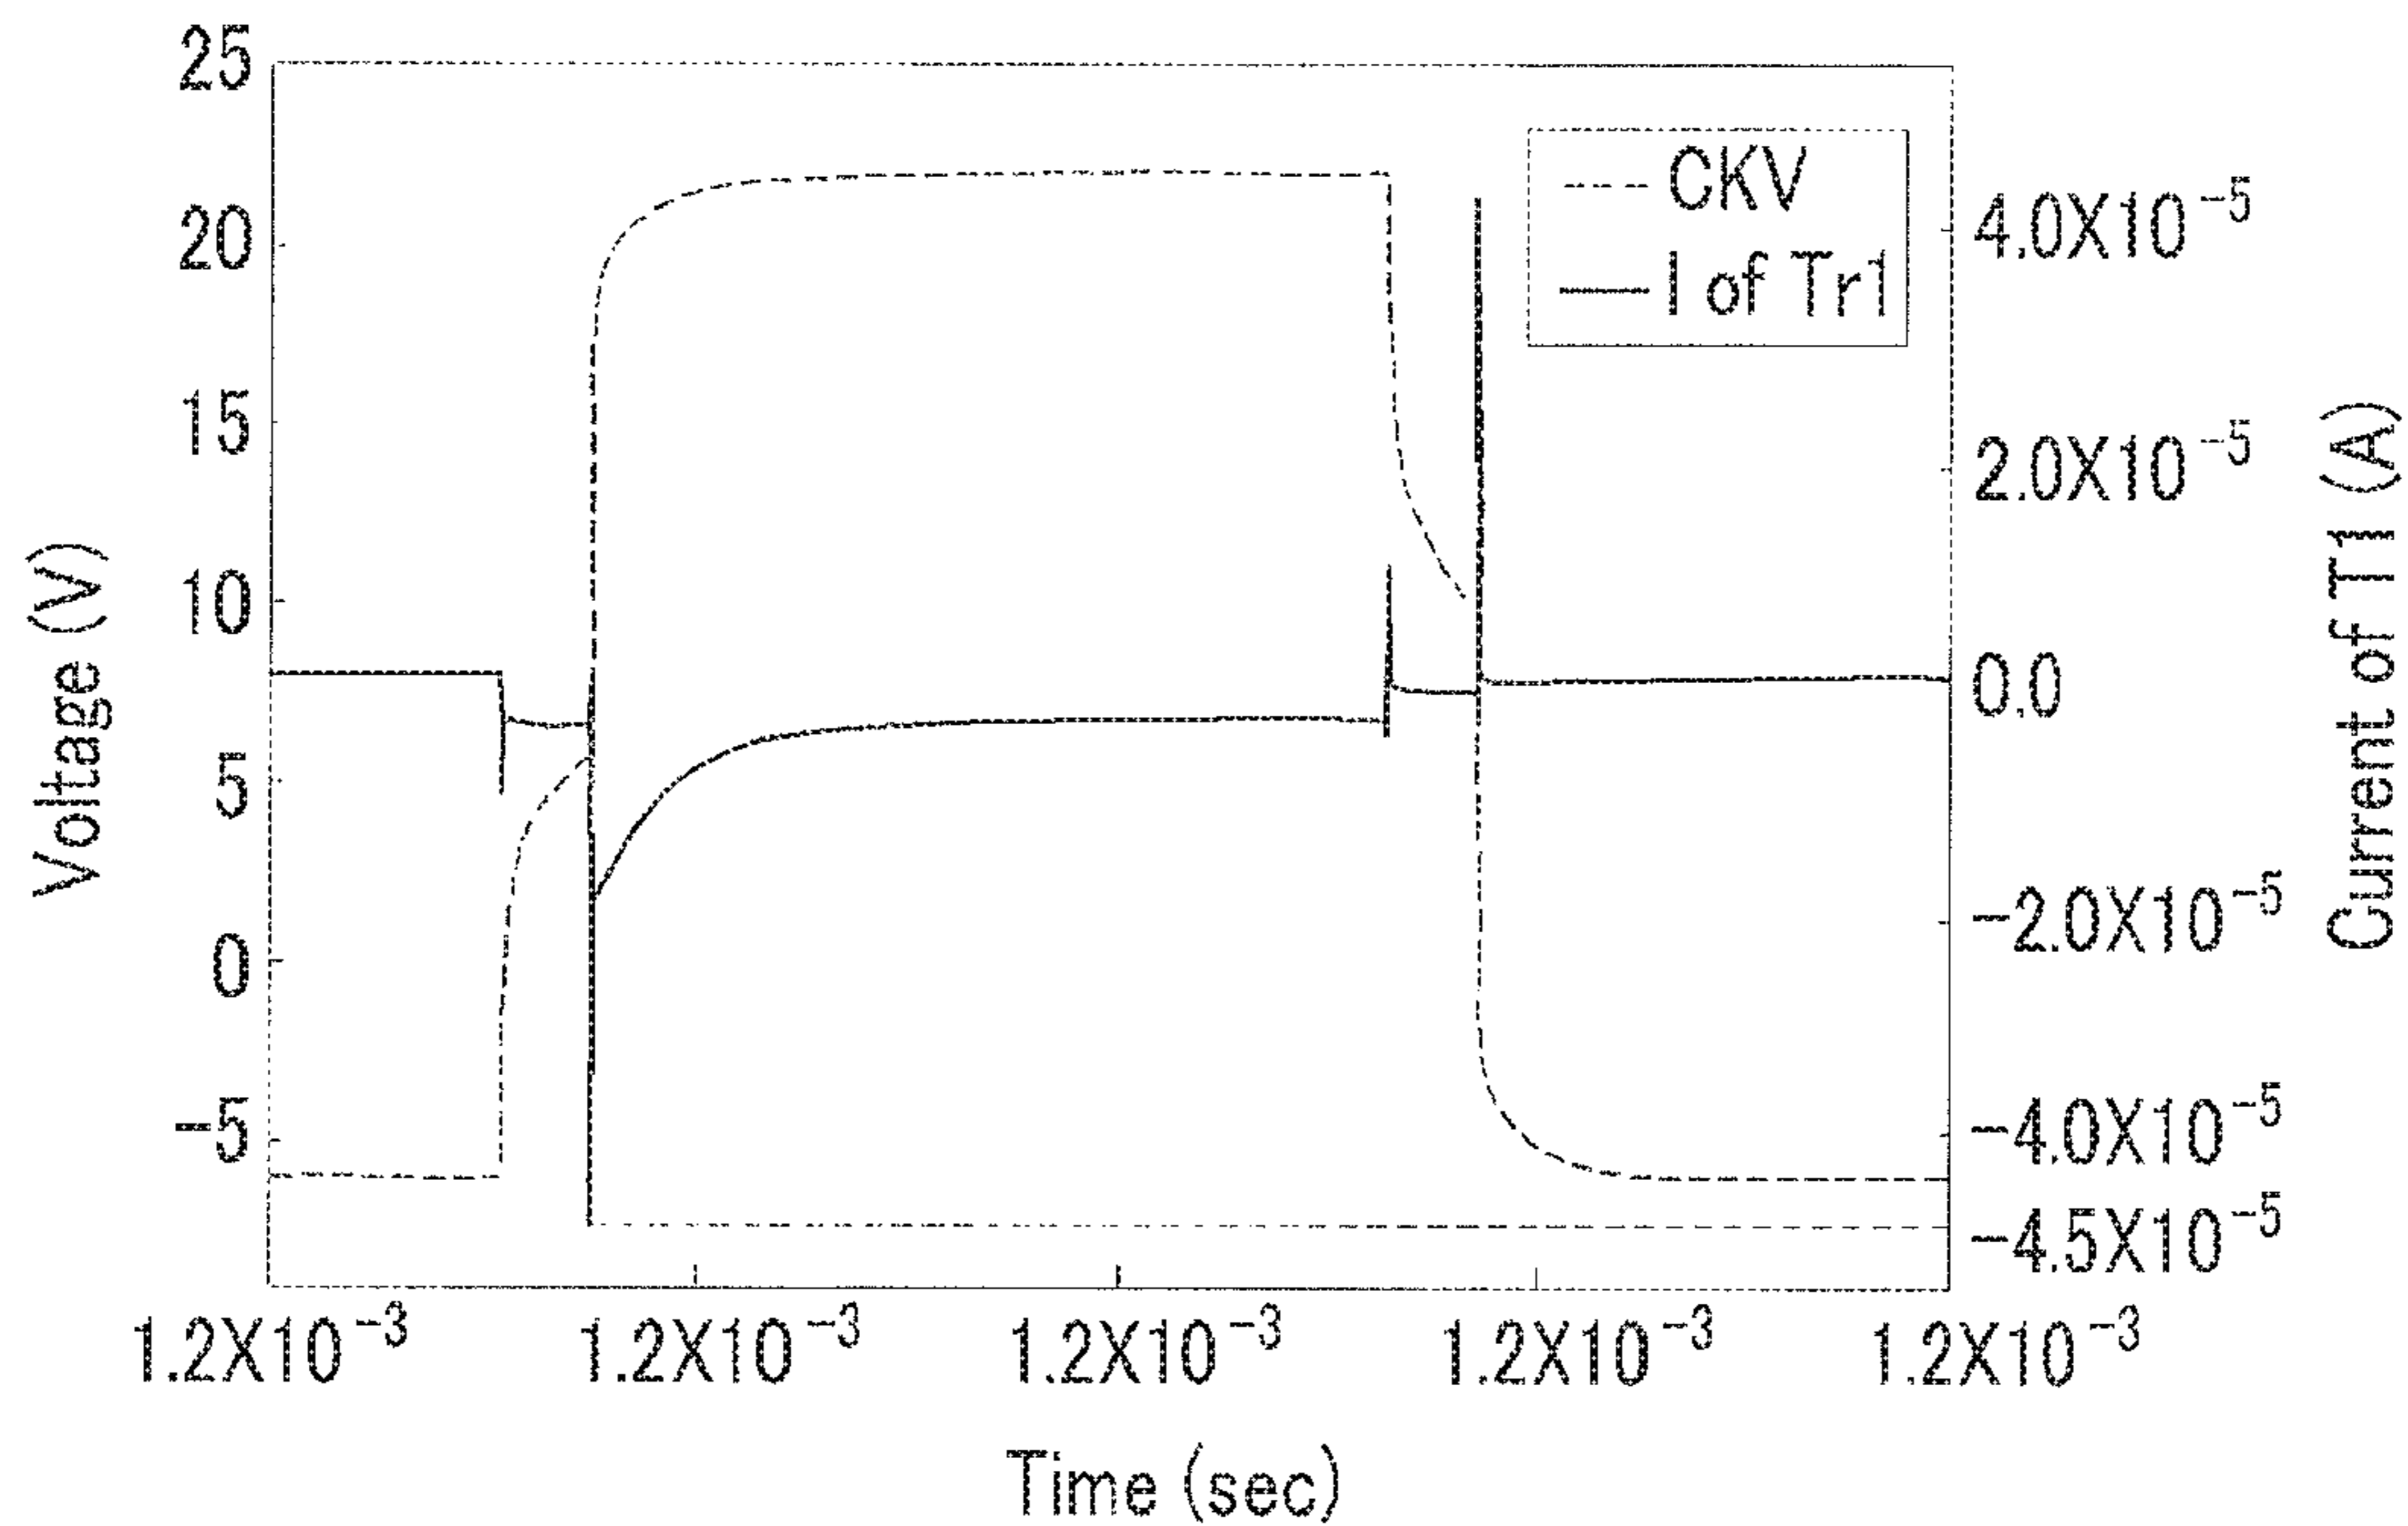 25
20
15
10
5
0
-5
Voltage (V)
CKV
I of Tr1
4.0X10⁻⁵
2.0X10⁻⁵
0.0
-2.0X10⁻⁵
-4.0X10⁻⁵
-4.5X10⁻⁵
Current of T1 (A)
1.2X10⁻³ 1.2X10⁻³ 1.2X10⁻³ 1.2X10⁻³ 1.2X10⁻³
Time (sec)